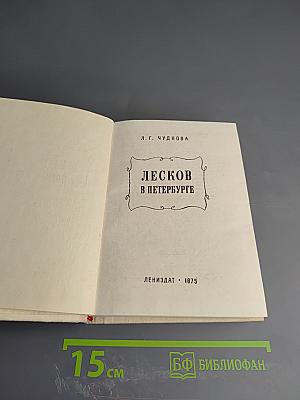 Л. Г. ЧУДНОВА
ЛЕСКОВ
В ПЕТЕРБУРГЕ
ЛЕНИЗДАТ • 1975
15 см
БФ БИБЛИОФАН